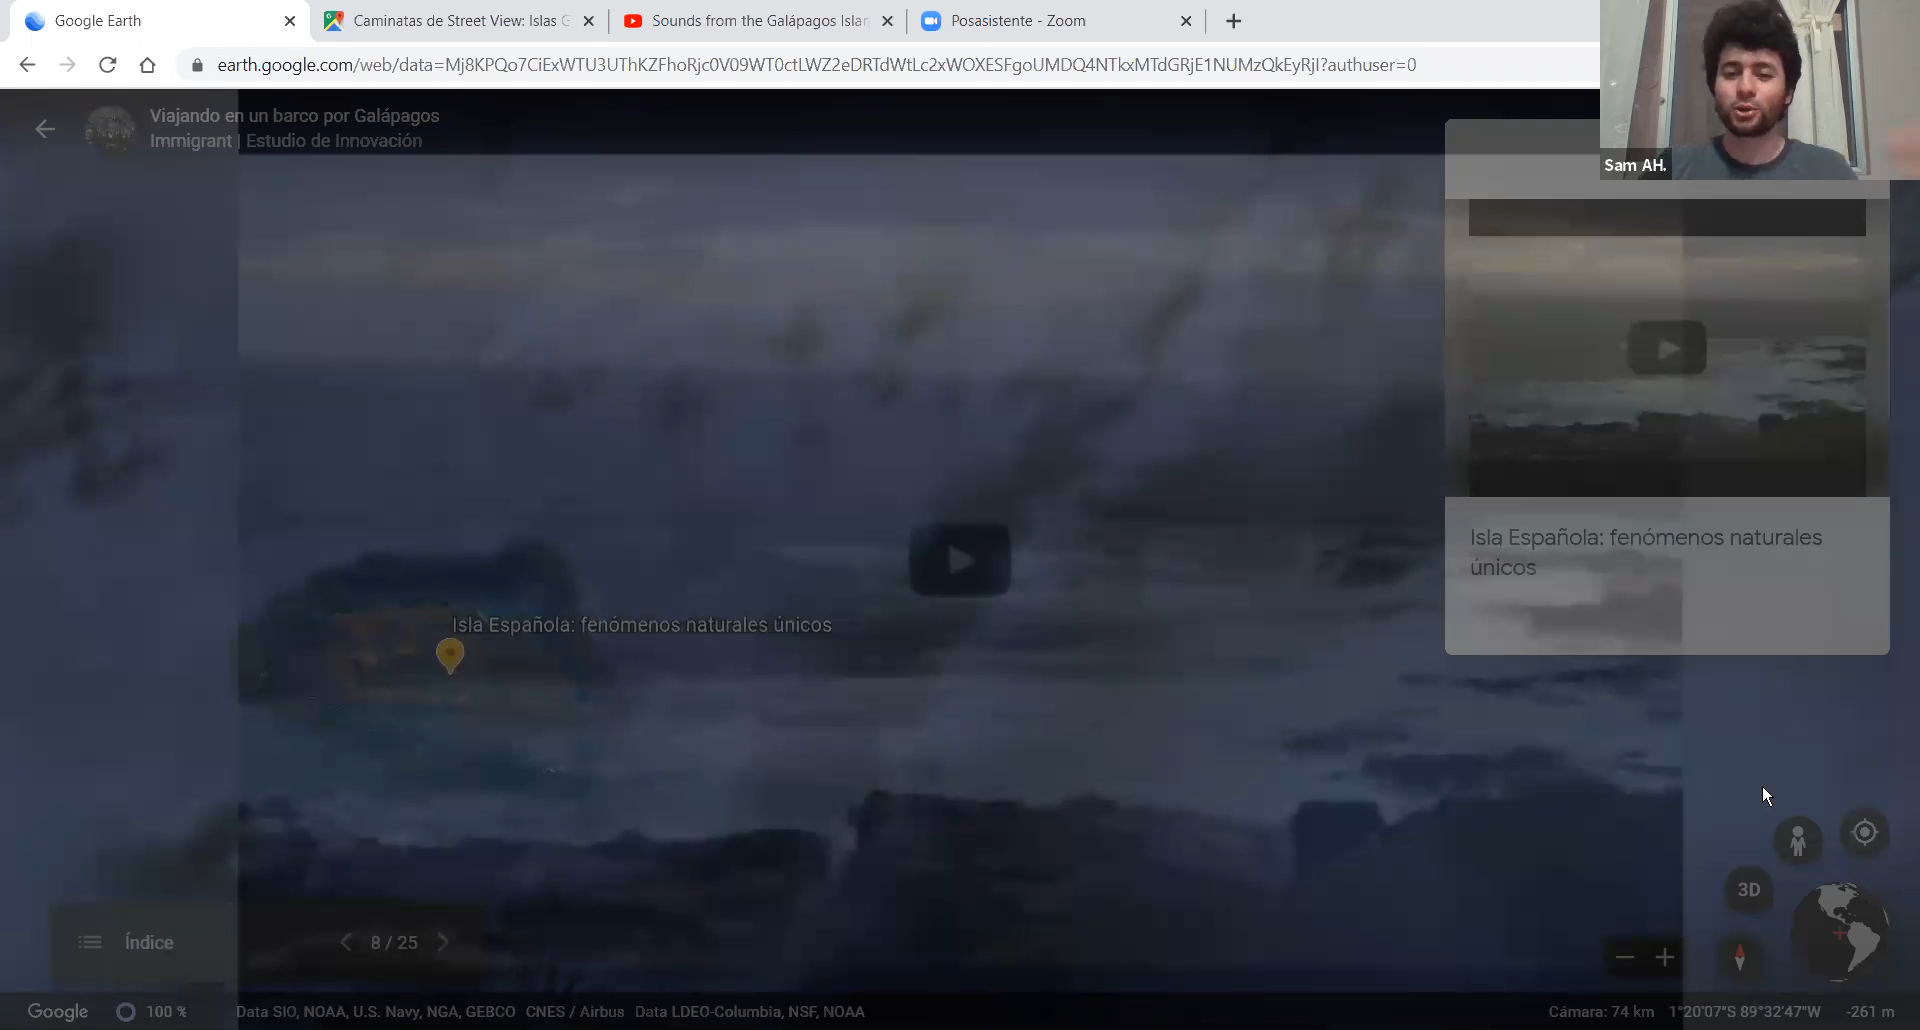 Google Earth
Caminatas de Street View: Islas G
Sounds from the Galápagos Islan
Posasistente - Zoom
earth.google.com/web/data=Mj8KPQo7CiExWTU3UThKZFhoRjc0V09WT0ctLWZ2eDRTdWtLc2xWOXESFgoUMDQ4NTkxMTdGRjE1NUMzQkEyRjI?authuser=0
Viajando en un barco por Galápagos
Immigrant | Estudio de Innovación
Sam AH.
Isla Española: fenómenos naturales
únicos
Isla Española: fenómenos naturales únicos
3D
Índice
8 / 25
Google
100 %
Data SIO, NOAA, U.S. Navy, NGA, GEBCO CNES / Airbus Data LDEO-Columbia, NSF, NOAA
Cámara: 74 km 1°20'07"S 89°32'47"W -261 m